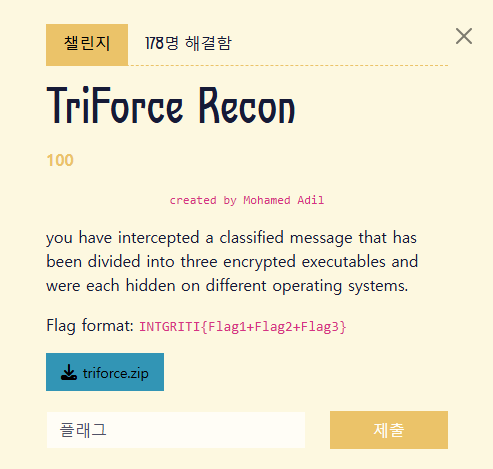 챌린지 178명 해결함
TriForce Recon
100
created by Mohamed Adil
you have intercepted a classified message that has
been divided into three encrypted executables and
were each hidden on different operating systems.
Flag format: INTGRITI{Flag1+Flag2+Flag3}
triforce.zip
플래그 제출